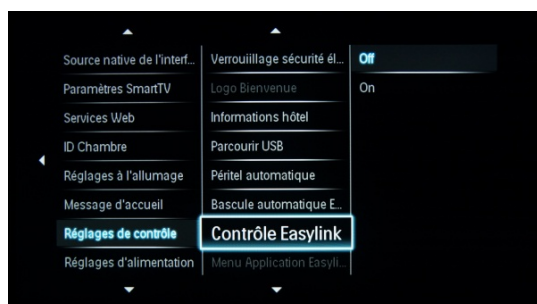 Source native de l'interf...
Paramètres SmartTV
Services Web
ID Chambre
Réglages à l'allumage
Message d'accueil
Réglages de contrôle
Réglages d'alimentation
Verrouiillage sécurité él...
Logo Bienvenue
Informations hôtel
Parcourir USB
Péritel automatique
Bascule automatique E...
Contrôle Easylink
Menu Application Easyli...
Off
On